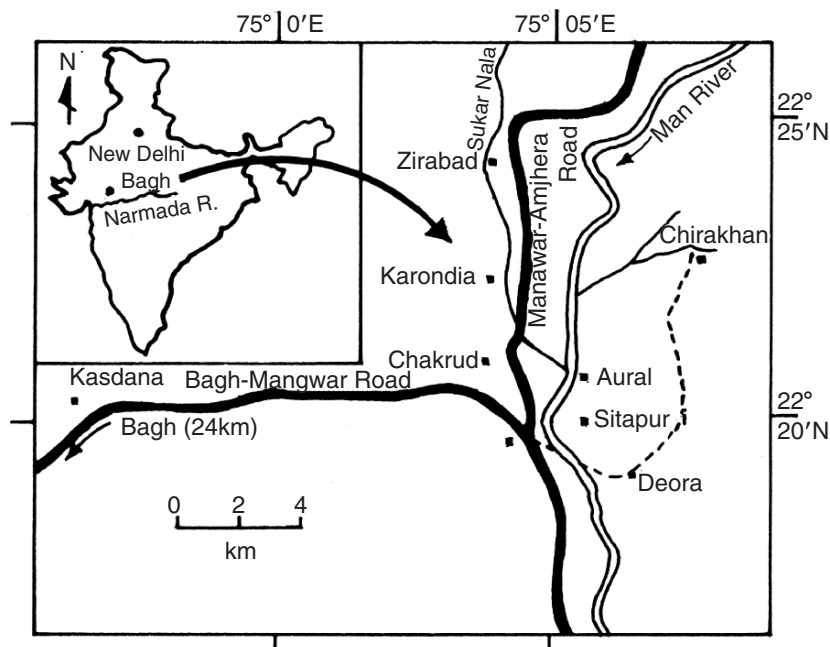 75° 0'E
75° 05'E
N
New Delhi
Bagh
Narmada R.
Sukar Nala
Zirabad
Manawar-Amjhera
Road
Man River
22°
25'N
Chirakhan
Karondia
Chakrud
Kasdana
Bagh-Mangwar Road
Bagh (24km)
Aural
Sitapur
22°
20'N
Deora
0 2 4
km